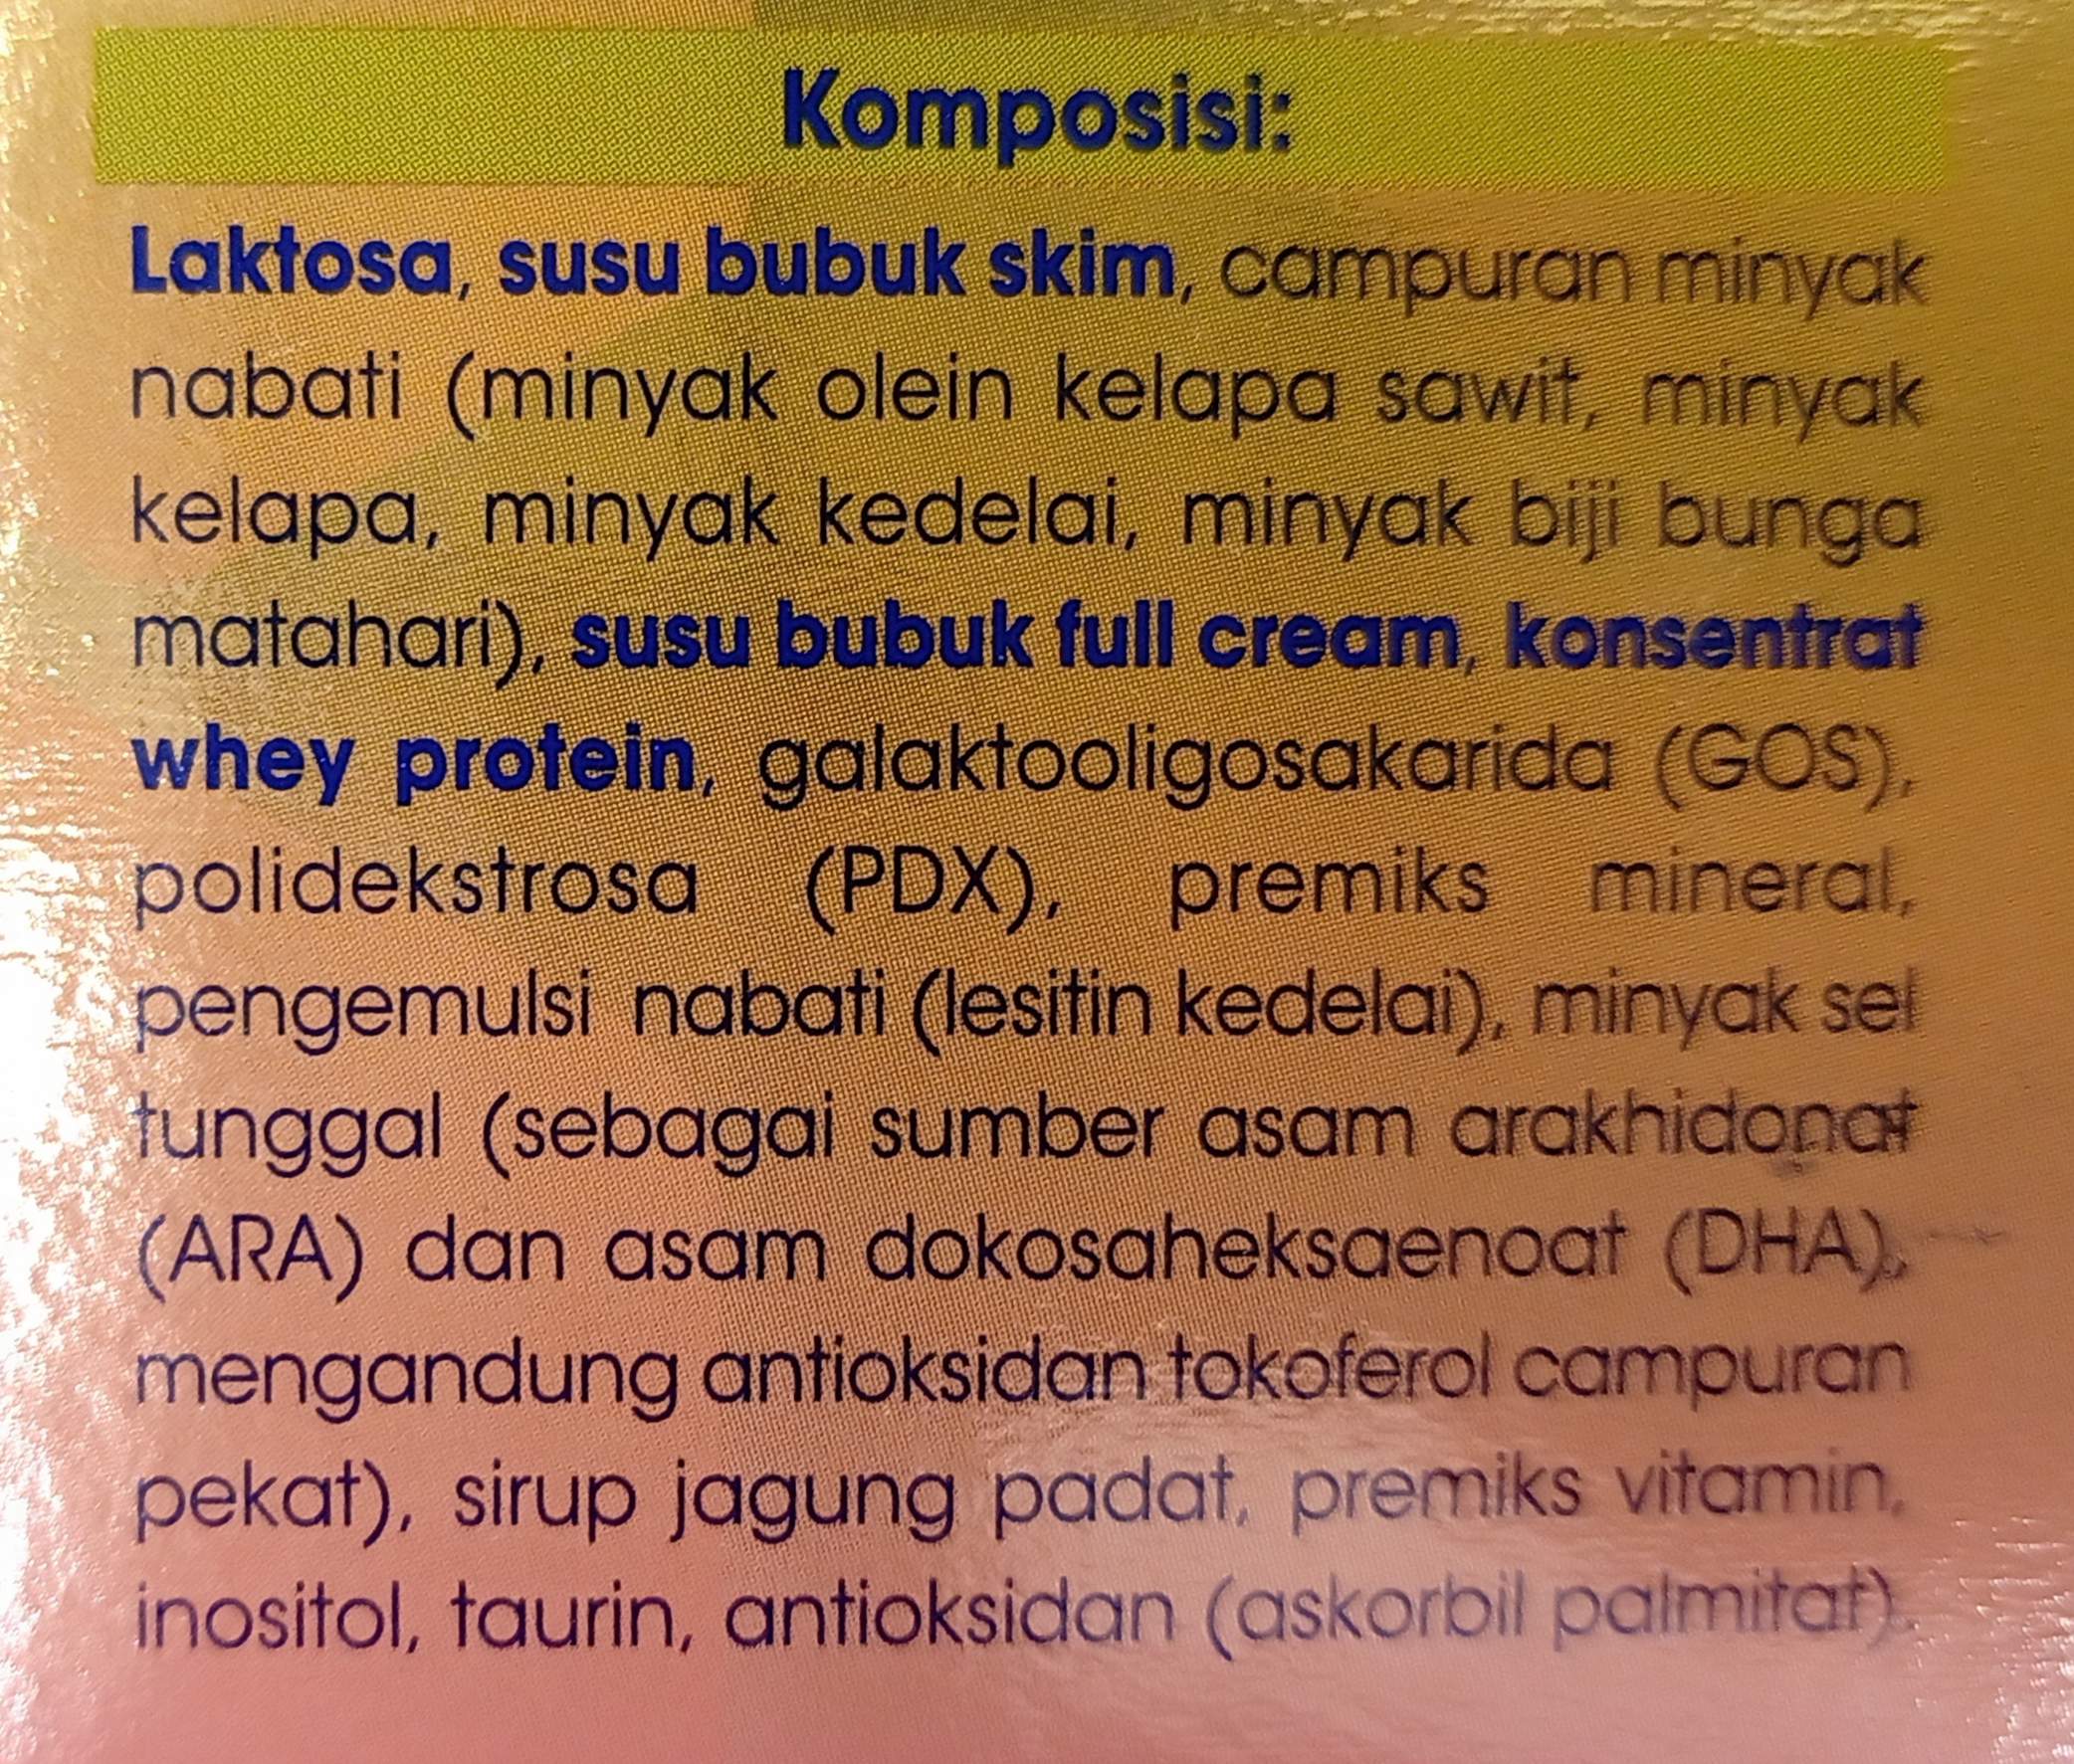 Komposisi:
Laktosa, susu bubuk skim, campuran minyak
nabati (minyak olein kelapa sawit, minyak
kelapa, minyak kedelai, minyak biji bunga
matahari), susu bubuk full cream, konsentrat
whey protein, galaktooligosakarida (GOS),
polidekstrosa (PDX), premiks mineral,
pengemulsi nabati (lesitin kedelai), minyak sel
tunggal (sebagai sumber asam arakhidonat
(ARA) dan asam dokosaheksaenoat (DHA),
mengandung antioksidan tokoferol campuran
pekat), sirup jagung padat, premiks vitamin,
inositol, taurin, antioksidan (askorbil palmitat).